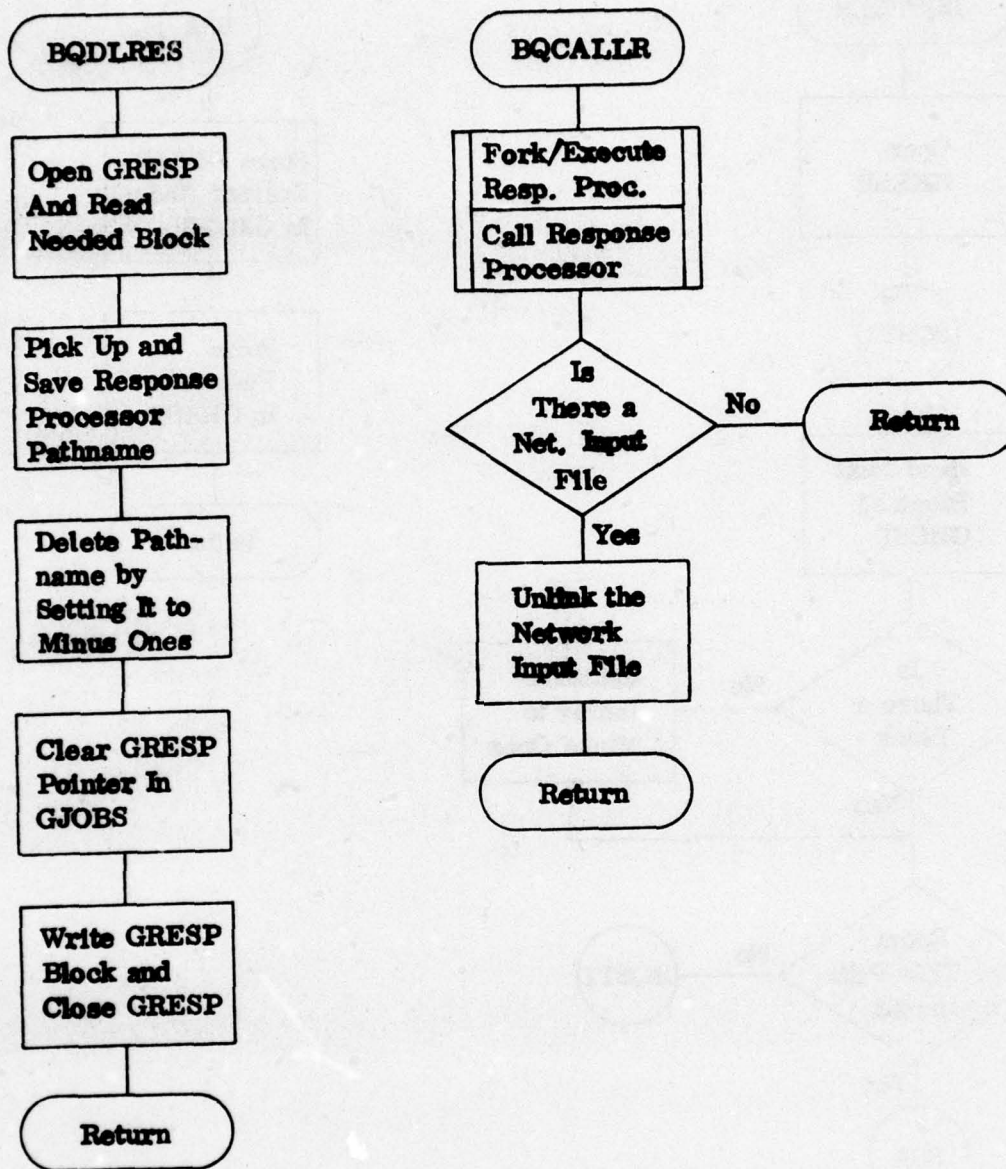 BQDLRES
Open GRESP
And Read
Needed Block
Pick Up and
Save Response
Processor
Pathname
Delete Path-
name by
Setting It to
Minus Ones
Clear GRESP
Pointer In
GJOBS
Write GRESP
Block and
Close GRESP
Return
BQCALLR
Fork/Execute
Resp. Proc.
Call Response
Processor
Is
There a
Net. Input
File
No
Return
Yes
Unlink the
Network
Input File
Return